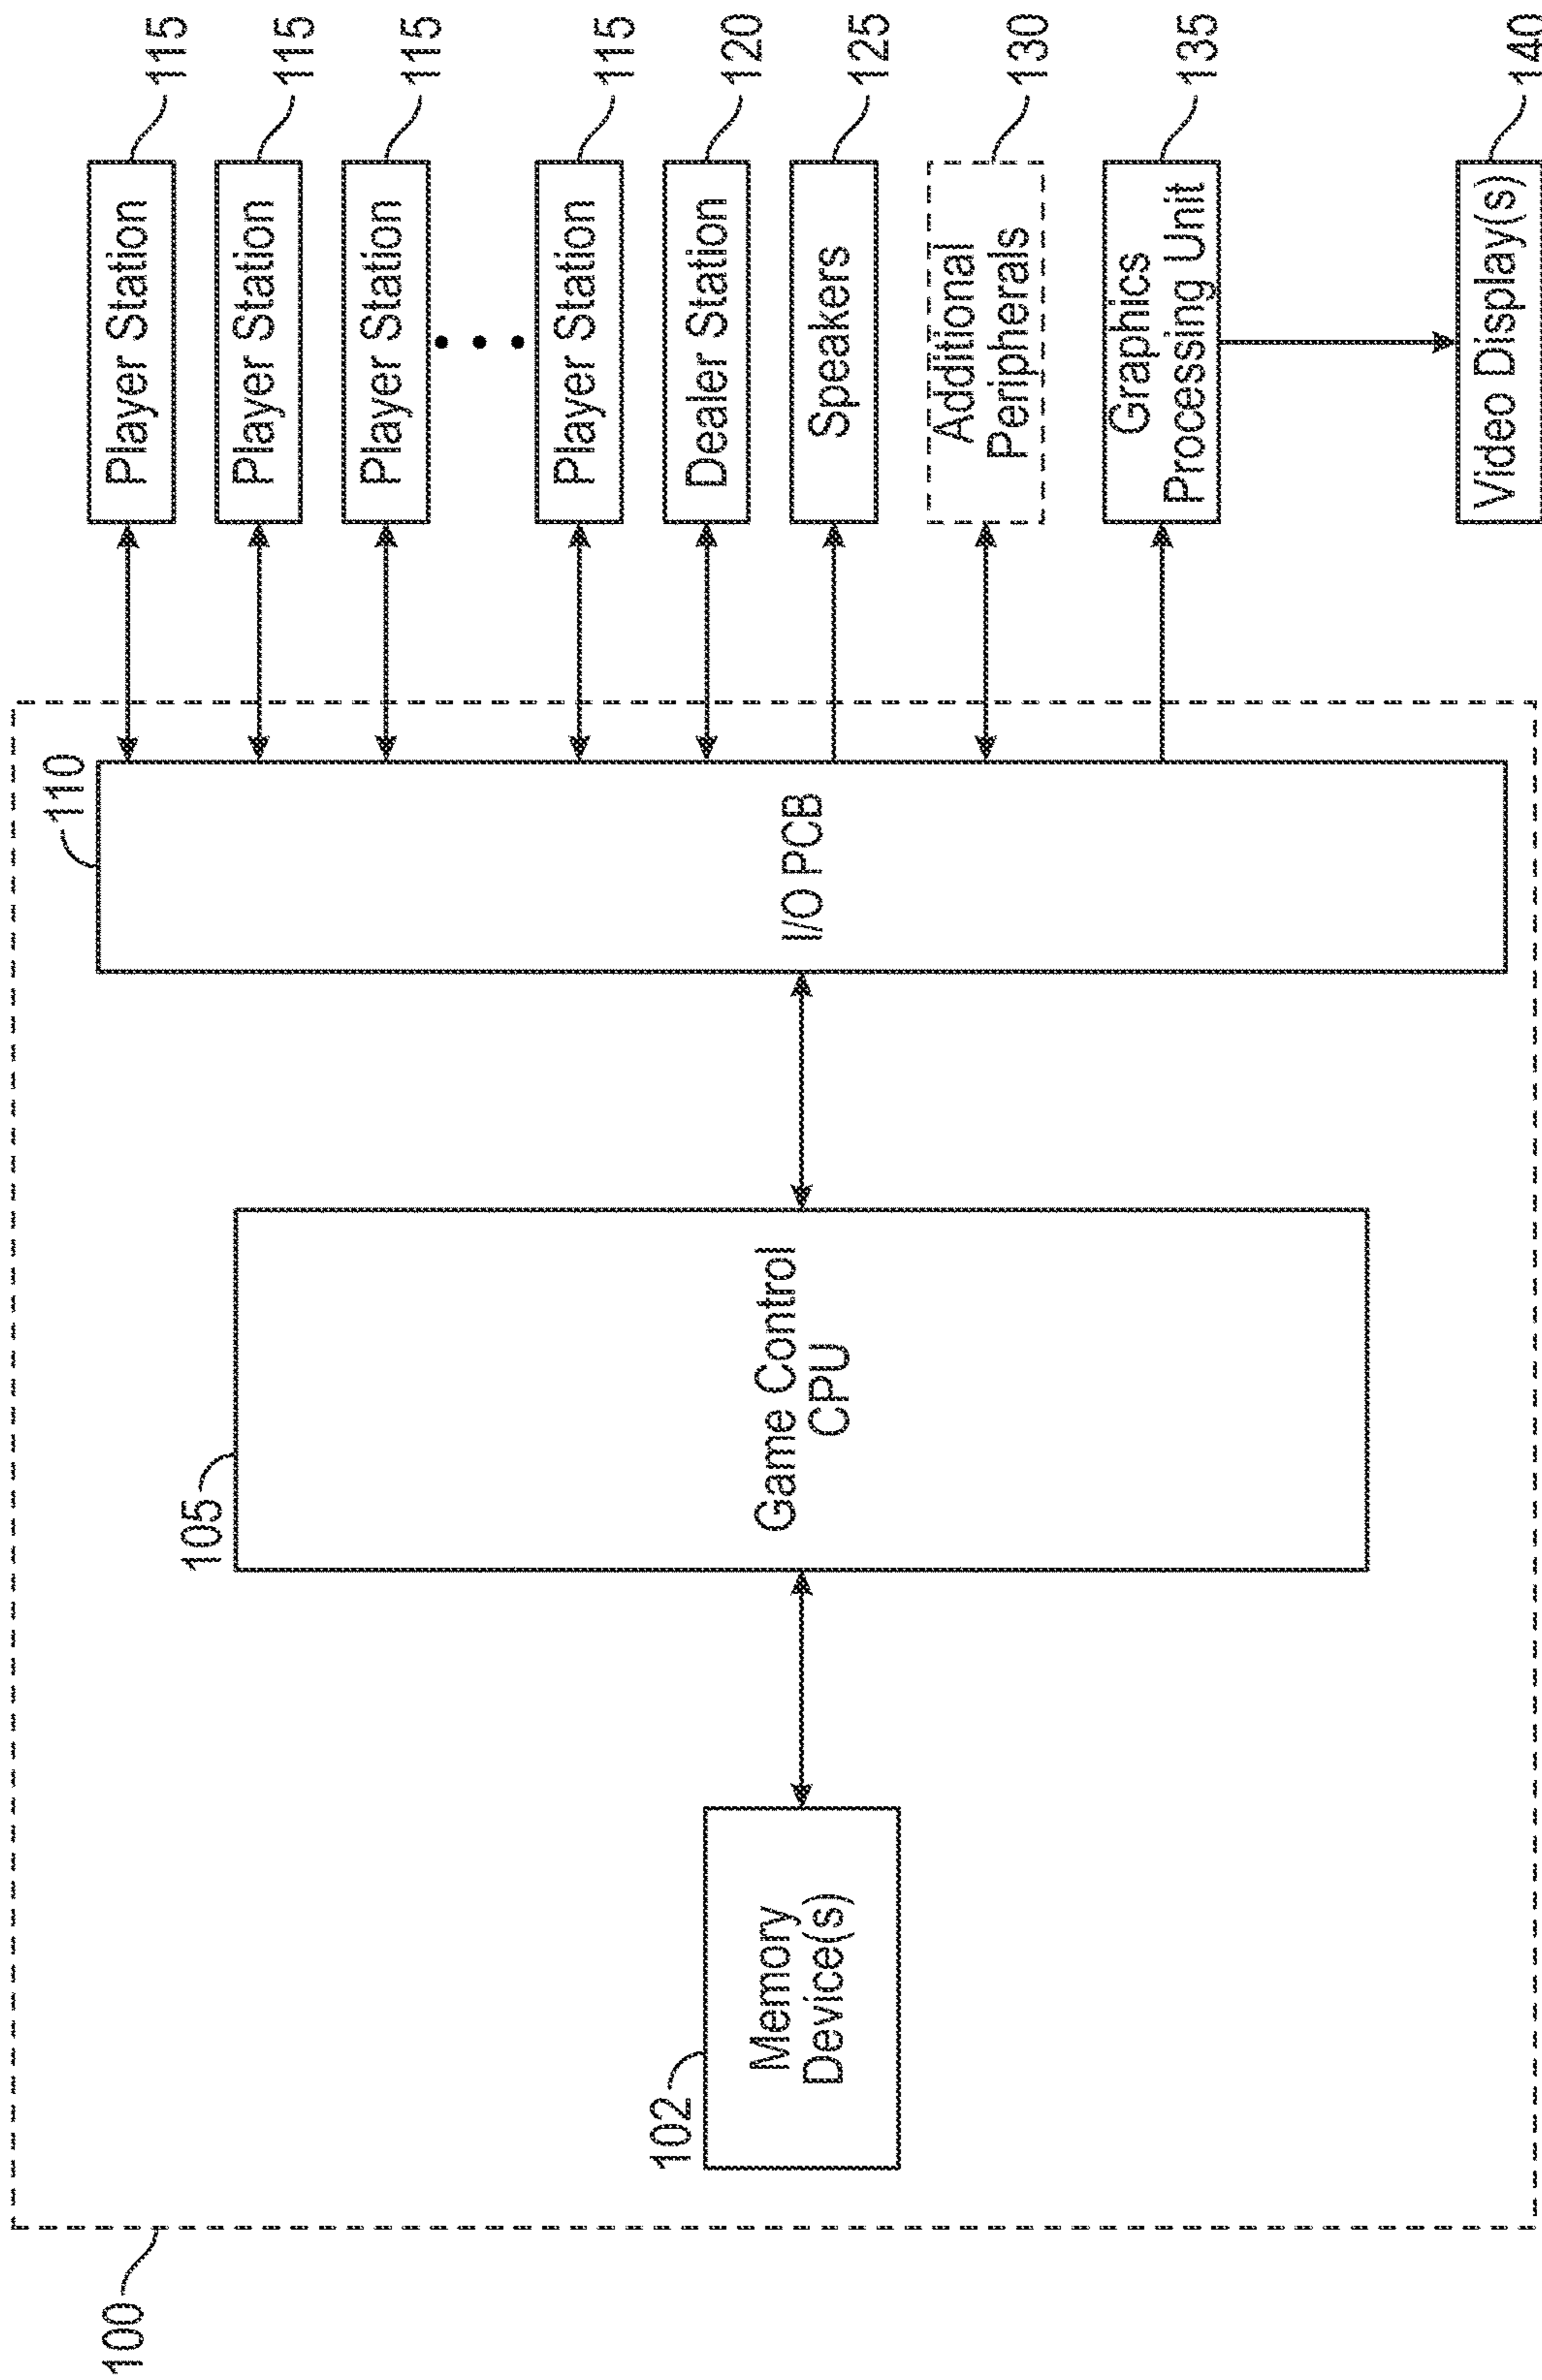 100
102
Memory
Device(s)
105
Game Control
CPU
110
I/O PCB
Player Station
115
Player Station
115
Player Station
115
Player Station
115
Dealer Station
120
Speakers
125
Additional
Peripherals
130
Graphics
Processing Unit
135
Video Display(s)
140